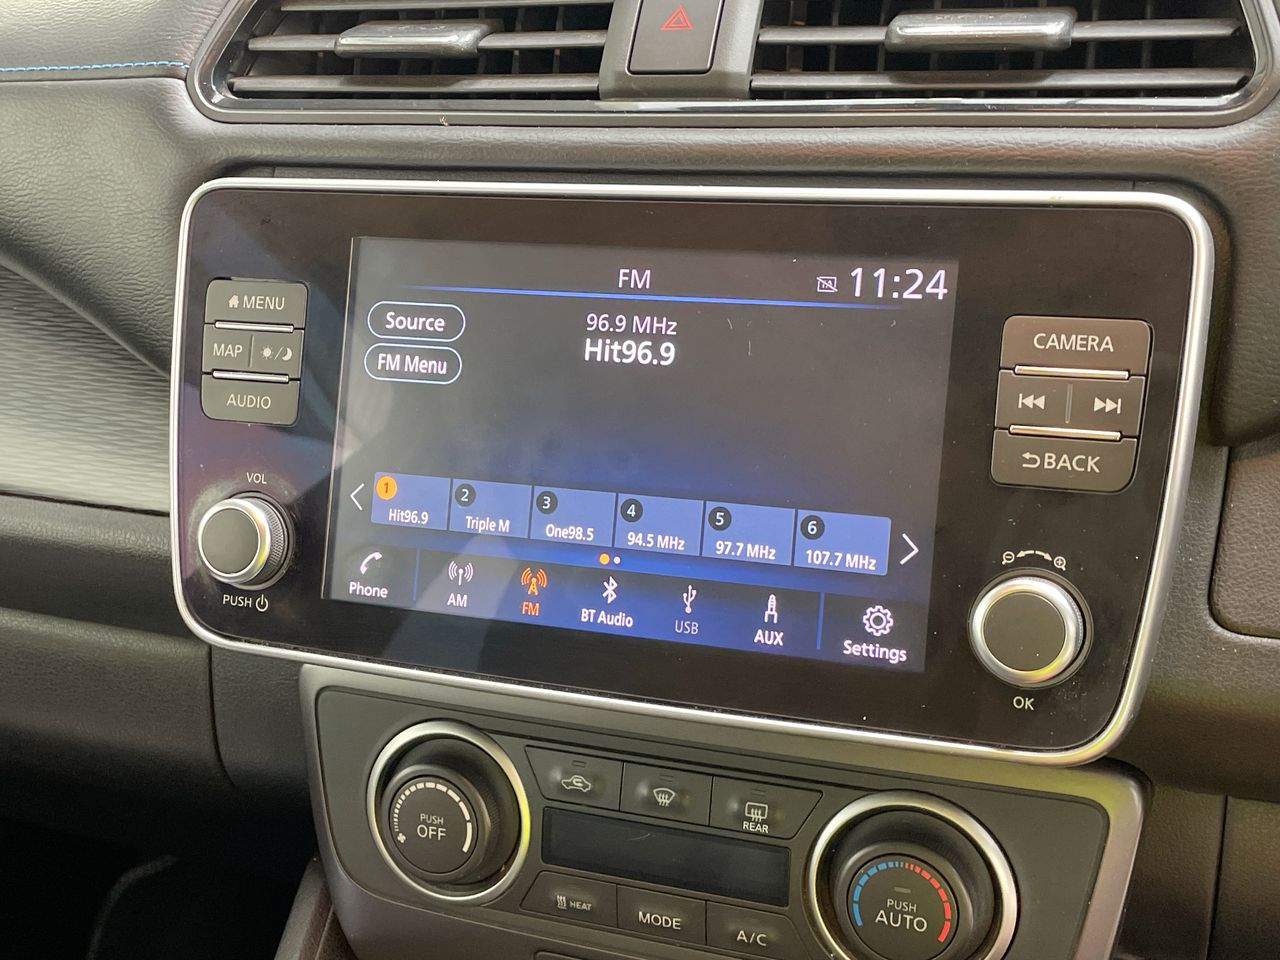 MENU
MAP
AUDIO
VOL
PUSH
FM
TA
11:24
Source
FM Menu
96.9 MHz
Hit96.9
1
Hit96.9
2
Triple M
3
One98.5
4
94.5 MHz
5
97.7 MHz
6
107.7 MHz
Phone
AM
FM
BT Audio
USB
AUX
Settings
CAMERA
BACK
OK
PUSH
OFF
REAR
HEAT
MODE
A/C
PUSH
AUTO